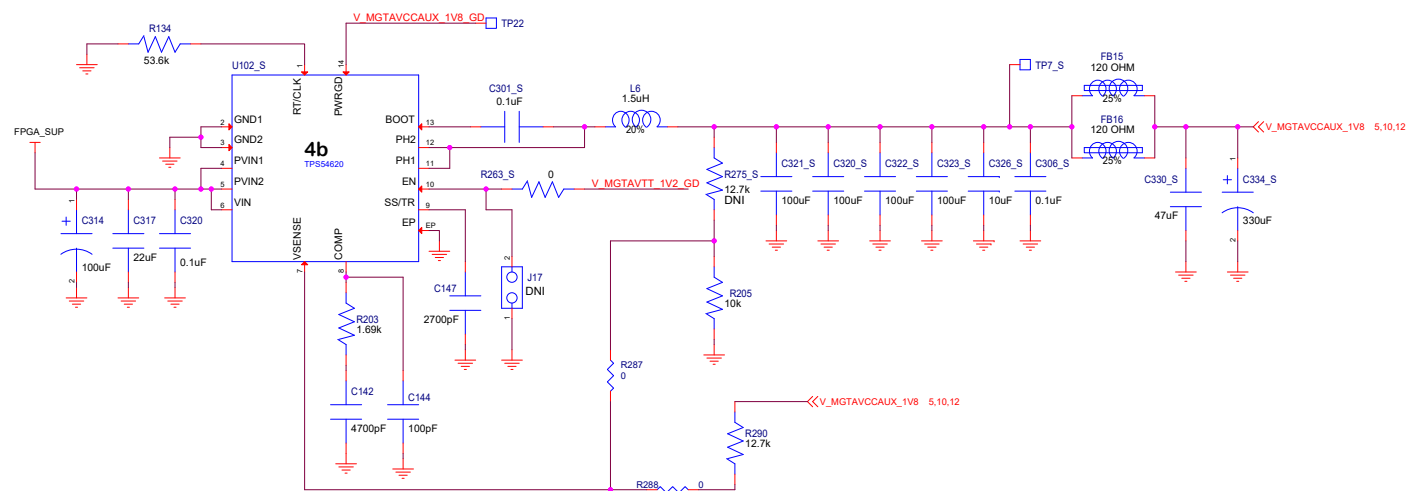 V_MGTAVCCAUX_1V8_GD
TP22
R134
53.6k
U102_S
1
14
RT/CLK
PWRGD
FPGA_SUP
2
GND1
3
GND2
4
PVIN1
5
PVIN2
6
VIN
4b
TPS54620
BOOT
13
PH2
12
PH1
11
EN
10
SS/TR
9
EP
EP
VSENSE
7
COMP
8
C301_S
0.1uF
L6
1.5uH
20%
TP7_S
FB15
120 OHM
25%
FB16
120 OHM
25%
V_MGTAVCCAUX_1V8 5,10,12
R263_S
0
V_MGTAVTT_1V2_GD
R275_S
12.7k
DNI
C321_S
100uF
C320_S
100uF
C322_S
100uF
C323_S
100uF
C326_S
10uF
C306_S
0.1uF
C330_S
47uF
1
+
C334_S
330uF
2
1
+
C314
100uF
2
C317
22uF
C320
0.1uF
C147
2700pF
2
J17
DNI
1
R205
10k
R203
1.69k
C142
4700pF
C144
100pF
R287
0
V_MGTAVCCAUX_1V8 5,10,12
R290
12.7k
R288
0